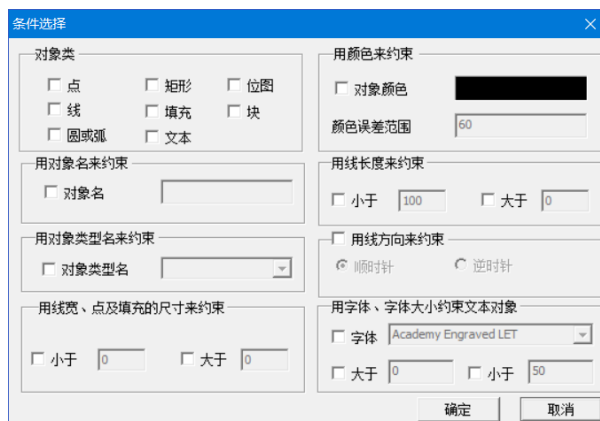 条件选择
对象类
点 矩形 位图
线 填充 块
圆或弧 文本
用对象名来约束
对象名
用对象类型名来约束
对象类型名
用线宽、点及填充的尺寸来约束
小于 0 大于 0
用颜色来约束
对象颜色
颜色误差范围 60
用线长度来约束
小于 100 大于 0
用线方向来约束
顺时针 逆时针
用字体、字体大小约束文本对象
字体 Academy Engraved LET
大于 0 小于 50
确定 取消